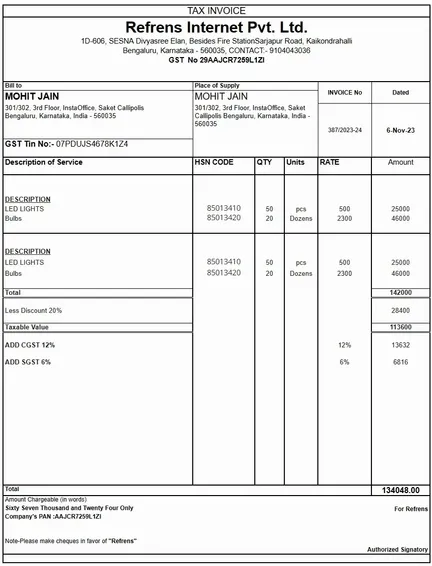 TAX INVOICE
Refrens Internet Pvt. Ltd.
1D-606, SESNA Divyasree Elan, Besides Fire StationSarjapur Road, Kaikondrahalli
Bengaluru, Karnataka - 560035, CONTACT:- 9104043036
GST No 29AAJCR7259L1ZI
Bill to
MOHIT JAIN
301/302, 3rd Floor, InstaOffice, Saket Callipolis
Bengaluru, Karnataka, India - 560035
GST Tin No:- 07PDUJS4678K1Z4
Place of Supply
MOHIT JAIN
301/302, 3rd Floor, InstaOffice, Saket
Callipolis Bengaluru, Karnataka, India -
560035
INVOICE No
387/2023-24
Dated
6-Nov-23
Description of Service HSN CODE QTY Units RATE Amount
DESCRIPTION
LED LIGHTS 85013410 50 pcs 500 25000
Bulbs 85013420 20 Dozens 2300 46000
DESCRIPTION
LED LIGHTS 85013410 50 pcs 500 25000
Bulbs 85013420 20 Dozens 2300 46000
Total 142000
Less Discount 20% 28400
Taxable Value 113600
ADD CGST 12% 12% 13632
ADD SGST 6% 6% 6816
Total 134048.00
Amount Chargeable (in words)
Sixty Seven Thousand and Twenty Four Only
Company's PAN :AAJCR7259L1ZI
For Refrens
Note-Please make cheques in favor of "Refrens"
Authorized Signatory